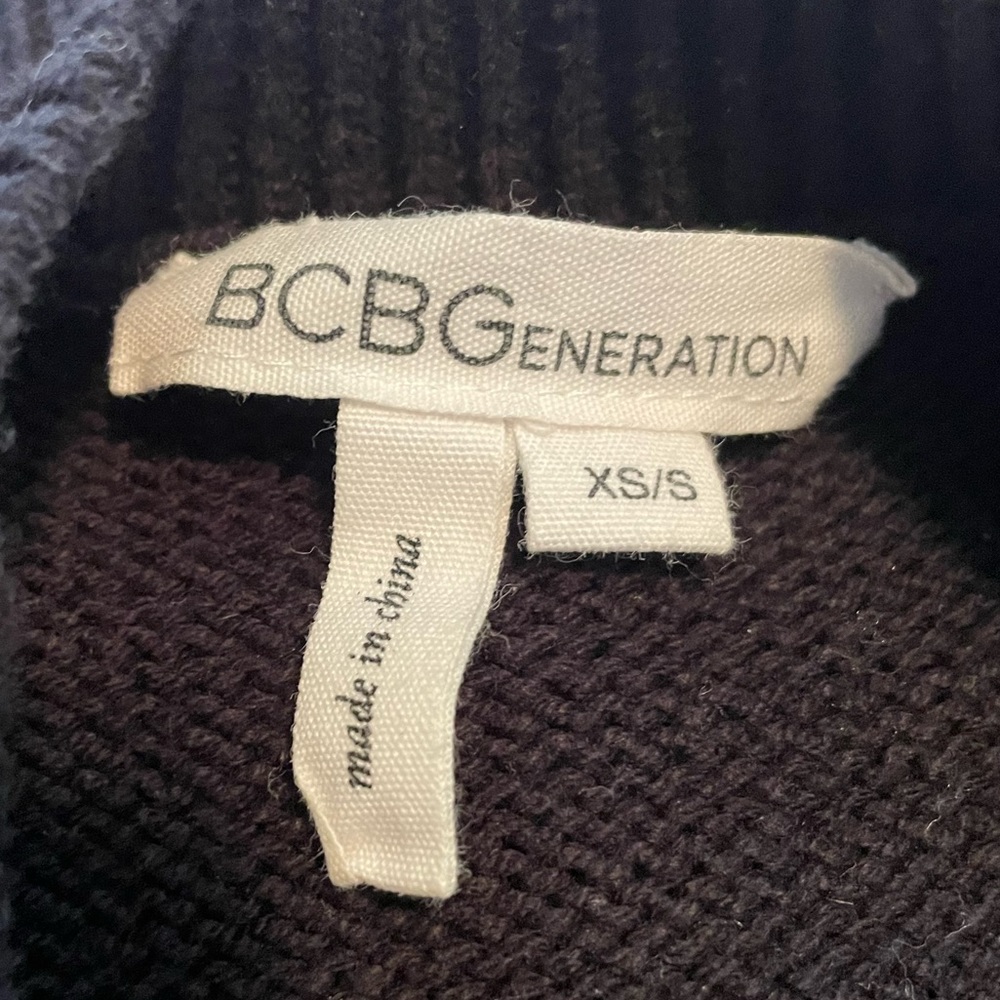 BCBGENERATION
XS/S
made in china